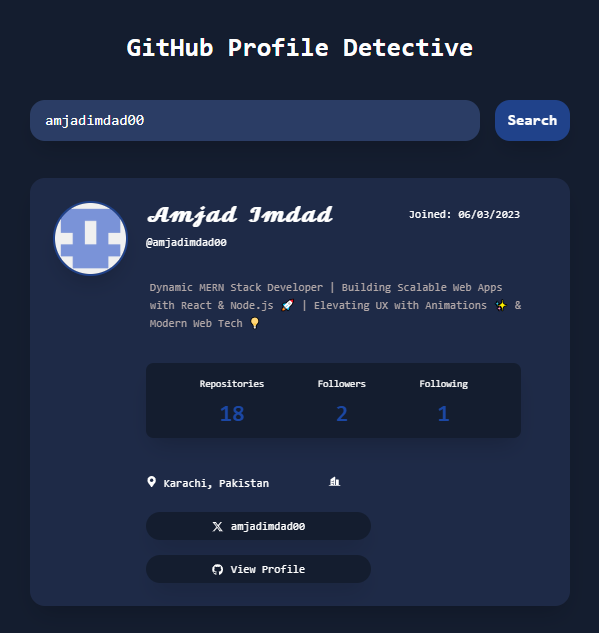 GitHub Profile Detective
amjadimdad00
Search
Amjad Imdad
Joined: 06/03/2023
@amjadimdad00
Dynamic MERN Stack Developer | Building Scalable Web Apps
with React & Node.js 🚀 | Elevating UX with Animations ✨ &
Modern Web Tech 💡
Repositories Followers Following
18 2 1
Karachi, Pakistan
amjadimdad00
View Profile